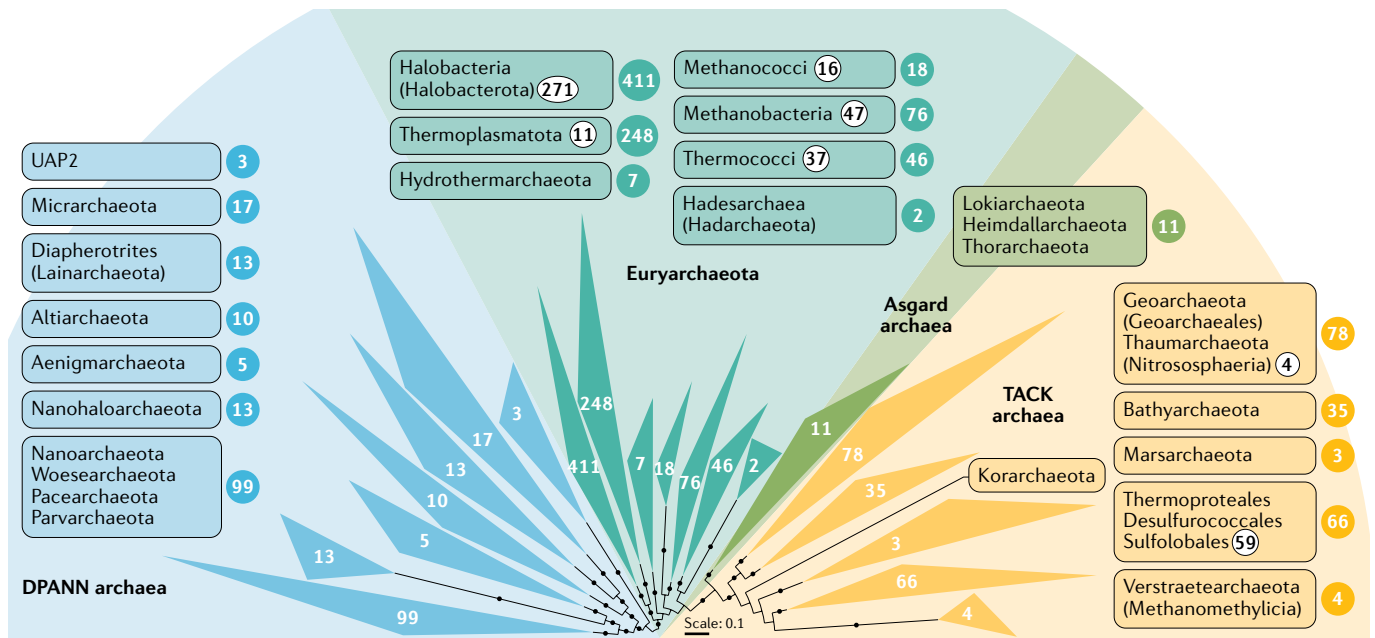 UAP2 3
Micrarchaeota 17
Diapherotrites
(Lainarchaeota) 13
Altiarchaeota 10
Aenigmarchaeota 5
Nanohaloarchaeota 13
Nanoarchaeota
Woesearchaeota
Pacearchaeota
Parvarchaeota
99
DPANN archaea
Halobacteria
(Halobacterota) 271
411
Thermoplasmatota 11 248
Hydrothermarchaeota 7
Methanococci 16 18
Methanobacteria 47 76
Thermococci 37 46
Hadesarchaea
(Hadarchaeota)
2
Euryarchaeota
Lokiarchaeota
Heimdallarchaeota
Thorarchaeota
11
Asgard
archaea
Geoarchaeota
(Geoarchaeales)
Thaumarchaeota
(Nitrososphaeria) 4
78
TACK
archaea
Bathyarchaeota 35
Marsarchaeota 3
Korarchaeota
Thermoproteales
Desulfurococcales
Sulfolobales 59
66
Verstraetearchaeota
(Methanomethylicia)
4
99
13
5
10
13
17
3
411
248
7
18
76
46
2
11
78
35
3
66
4
Scale: 0.1